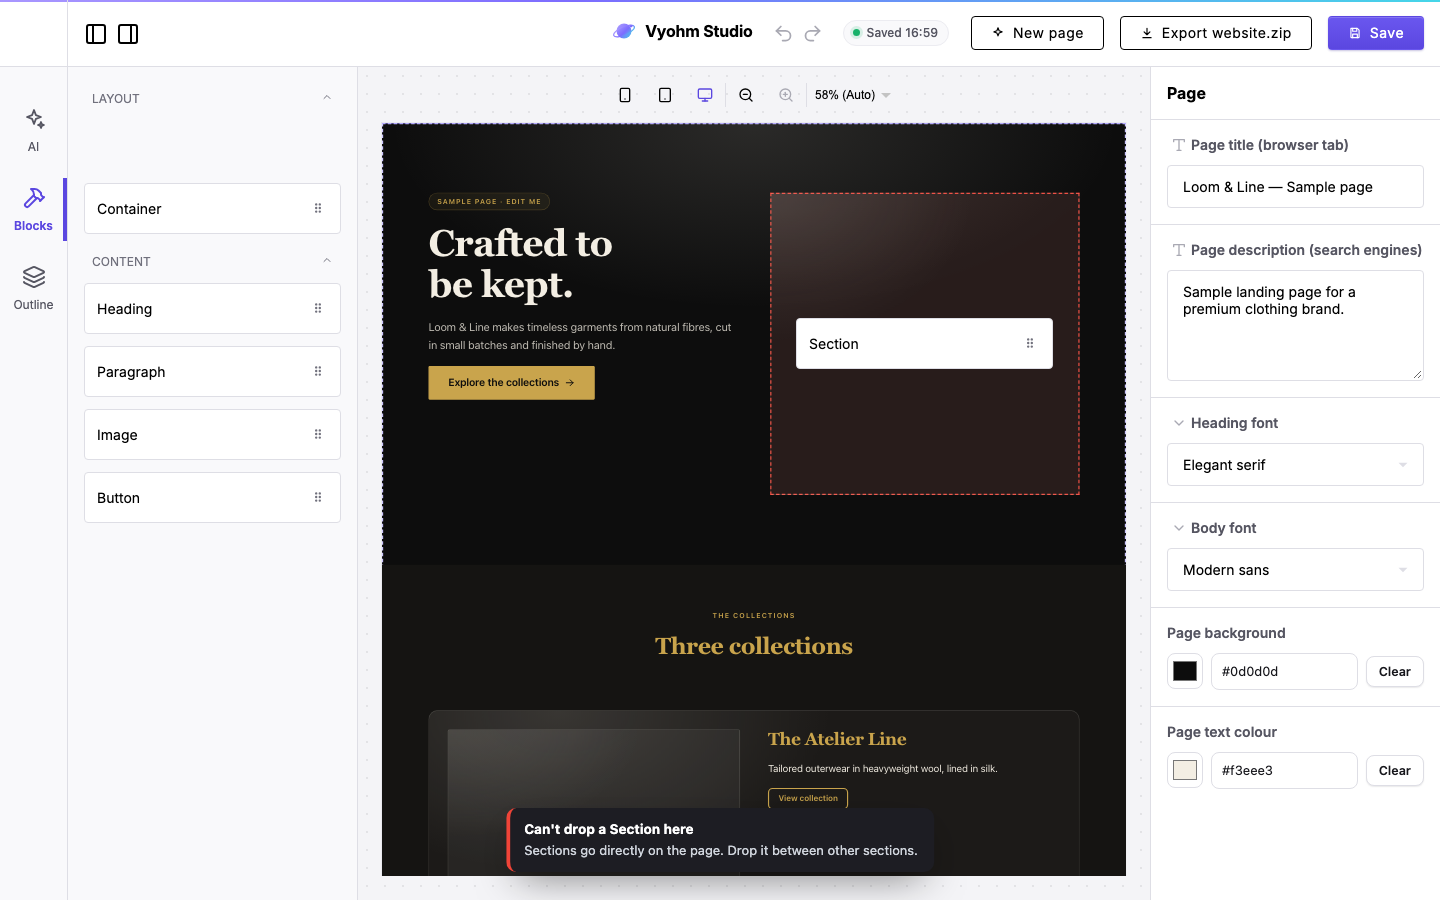 Vyohm Studio
Saved 16:59
New page
Export website.zip
Save
AI
Blocks
Outline
LAYOUT
Container
CONTENT
Heading
Paragraph
Image
Button
58% (Auto)
SAMPLE PAGE · EDIT ME
Crafted to
be kept.
Loom & Line makes timeless garments from natural fibres, cut
in small batches and finished by hand.
Explore the collections →
Section
THE COLLECTIONS
Three collections
The Atelier Line
Tailored outerwear in heavyweight wool, lined in silk.
View collection
Can't drop a Section here
Sections go directly on the page. Drop it between other sections.
Page
Page title (browser tab)
Loom & Line — Sample page
Page description (search engines)
Sample landing page for a
premium clothing brand.
Heading font
Elegant serif
Body font
Modern sans
Page background
#0d0d0d
Clear
Page text colour
#f3eee3
Clear